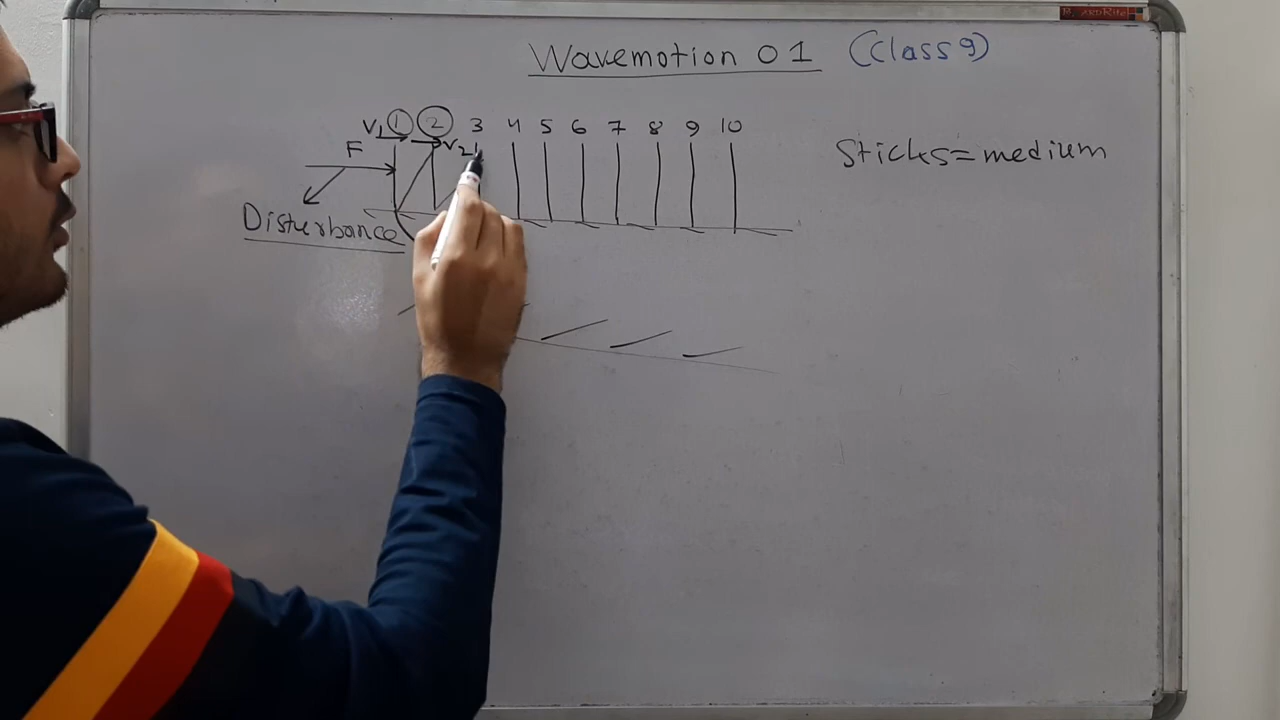 Wavemotion 01 (Class 9)
V₁ 1 2 3 4 5 6 7 8 9 10
F V₂
Sticks = medium
Disturbance